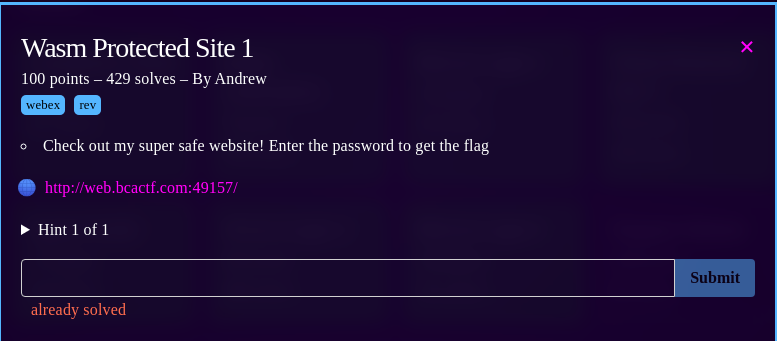 Wasm Protected Site 1
100 points – 429 solves – By Andrew
webex rev
Check out my super safe website! Enter the password to get the flag
http://web.bcactf.com:49157/
Hint 1 of 1
Submit
already solved